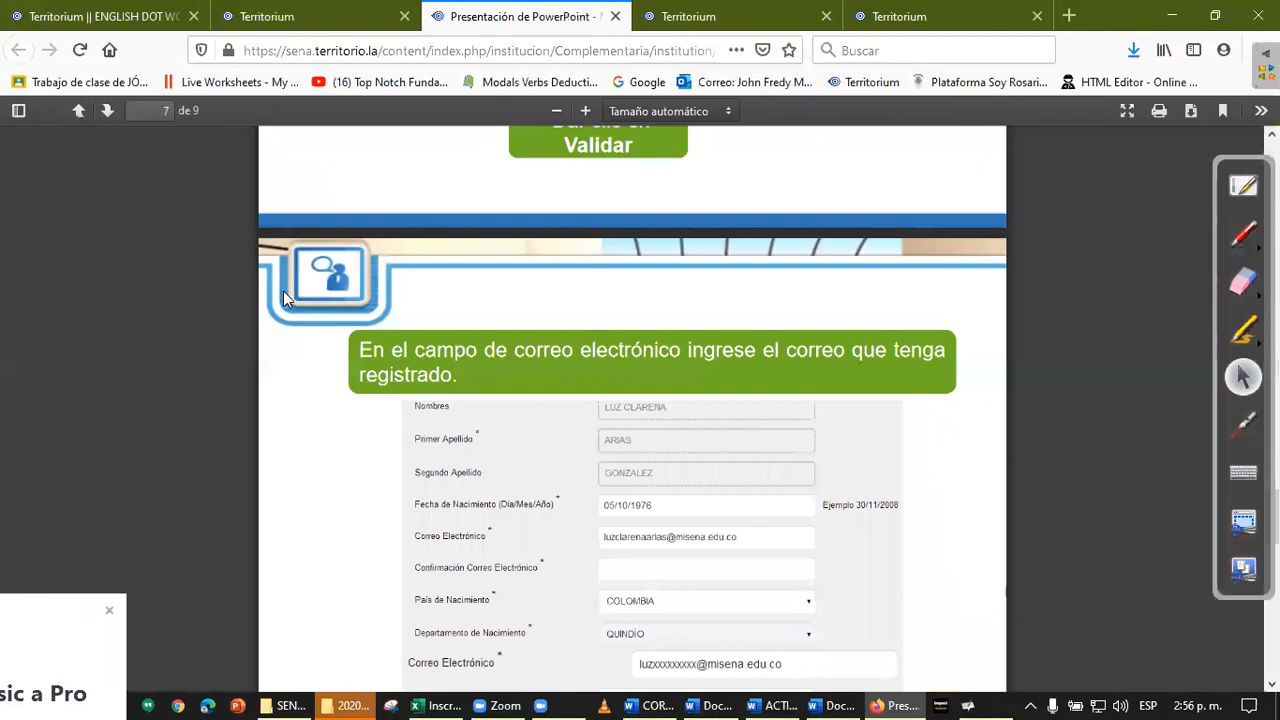 Territorium || ENGLISH DOT WO
Territorium
Presentación de PowerPoint -
Territorium
Territorium
https://sena.territorio.la/content/index.php/institucion/Complementaria/institution/
Buscar
Trabajo de clase de JÓ...
Live Worksheets - My ...
(16) Top Notch Funda...
Modals Verbs Deducti...
Google
Correo: John Fredy M...
Territorium
Plataforma Soy Rosari...
HTML Editor - Online ...
7
de 9
Tamaño automático
Validar
En el campo de correo electrónico ingrese el correo que tenga
registrado.
Nombres
LUZ CLARENA
Primer Apellido *
ARIAS
Segundo Apellido
GONZALEZ
Fecha de Nacimiento (Día/Mes/Año) *
05/10/1976
Ejemplo 30/11/2008
Correo Electrónico *
luzclarenaarias@misena.edu.co
Confirmación Correo Electrónico *
País de Nacimiento *
COLOMBIA
Departamento de Nacimiento *
QUINDÍO
Correo Electrónico *
luzxxxxxxxxx@misena.edu.co
sic a Pro
SEN...
2020...
Inscr...
Zoom
COR...
Doc...
ACTI...
Doc...
Pres...
ESP
2:56 p. m.